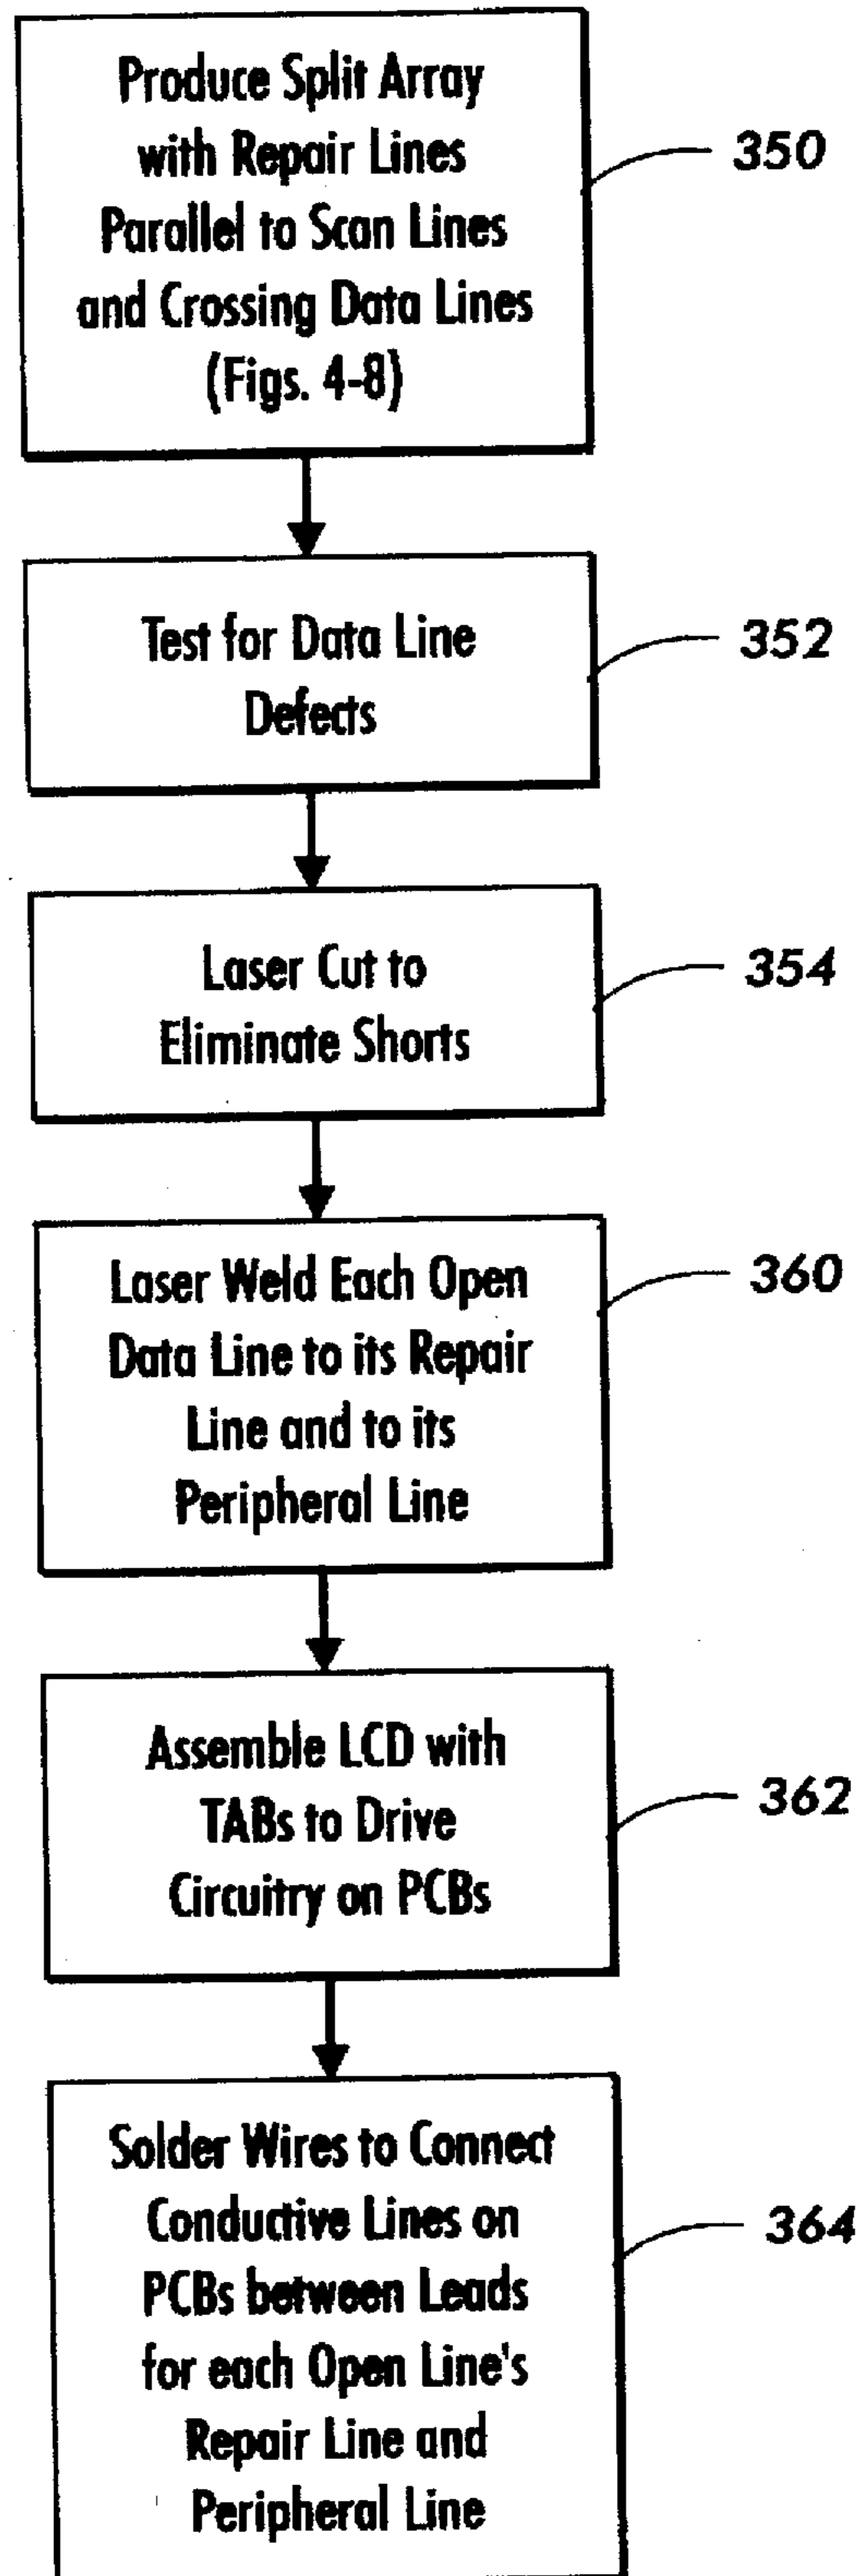 Produce Split Array
with Repair Lines
Parallel to Scan Lines
and Crossing Data Lines
(Figs. 4-8)
350
Test for Data Line
Defects
352
Laser Cut to
Eliminate Shorts
354
Laser Weld Each Open
Data Line to its Repair
Line and to its
Peripheral Line
360
Assemble LCD with
TABs to Drive
Circuitry on PCBs
362
Solder Wires to Connect
Conductive Lines on
PCBs between Leads
for each Open Line's
Repair Line and
Peripheral Line
364